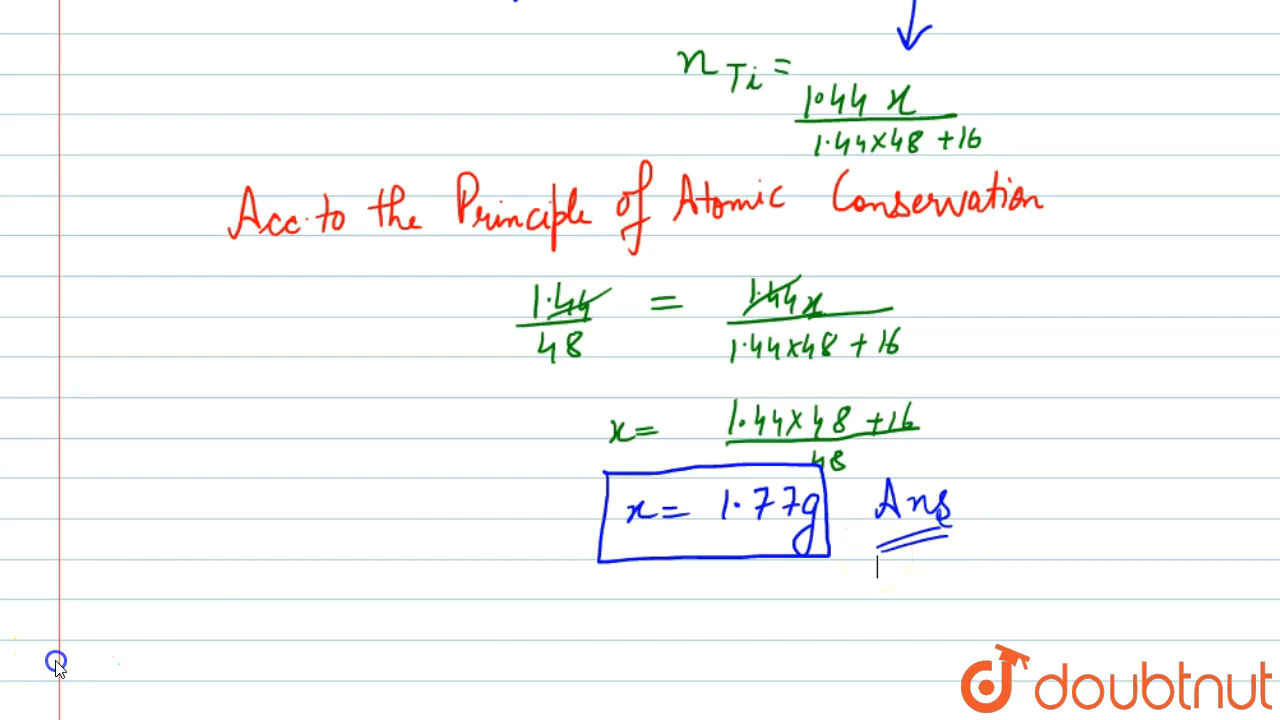 n Ti =
1.44 x
1.44×48 +16
Acc. to the Principle of Atomic Conservation
1.44 = 1.44x
48 1.44×48 + 16
x= 1.44×48 +16
48
x= 1.77g Ans
doubtnut